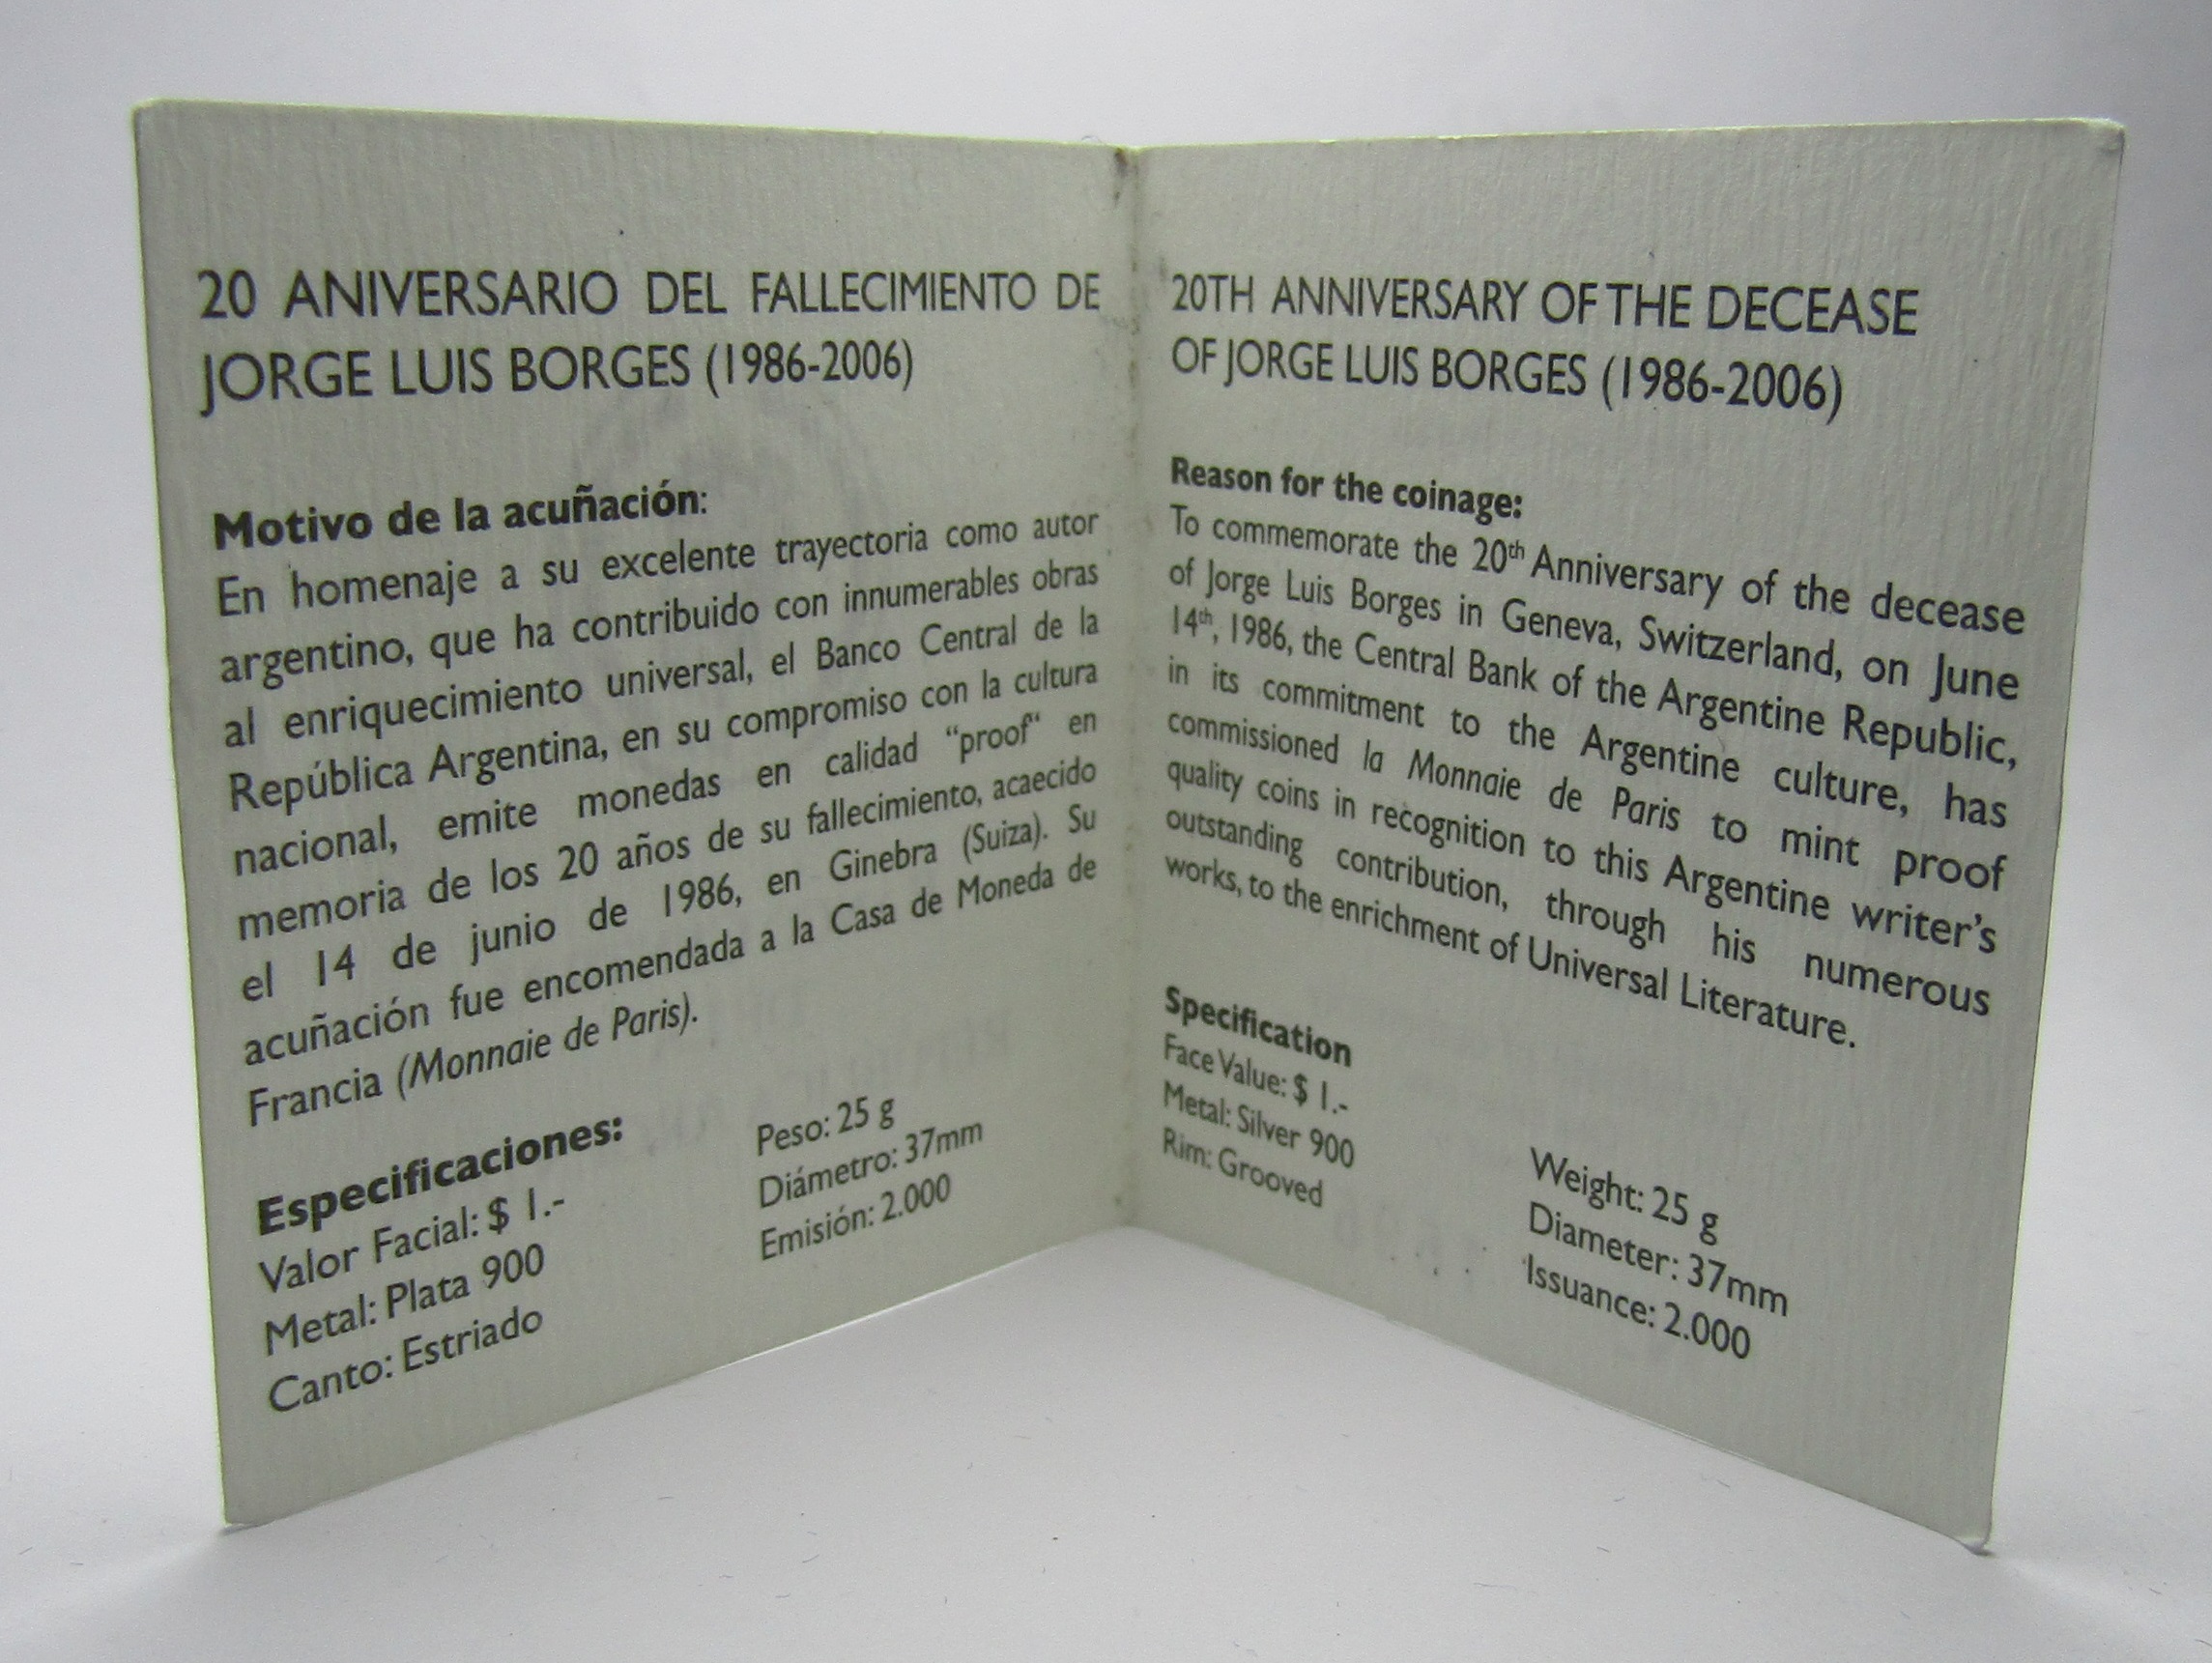 20 ANIVERSARIO DEL FALLECIMIENTO DE
JORGE LUIS BORGES (1986-2006)
Motivo de la acuñación:
En homenaje a su excelente trayectoria como autor
argentino, que ha contribuido con innumerables obras
al enriquecimiento universal, el Banco Central de la
República Argentina, en su compromiso con la cultura
nacional, emite monedas en calidad “proof“ en
memoria de los 20 años de su fallecimiento, acaecido
el 14 de junio de 1986, en Ginebra (Suiza). Su
acuñación fue encomendada a la Casa de Moneda de
Francia (Monnaie de Paris).
Especificaciones:
Valor Facial: $ 1.-
Metal: Plata 900
Canto: Estriado
Peso: 25 g
Diámetro: 37mm
Emisión: 2.000
20TH ANNIVERSARY OF THE DECEASE
OF JORGE LUIS BORGES (1986-2006)
Reason for the coinage:
To commemorate the 20th Anniversary of the decease
of Jorge Luis Borges in Geneva, Switzerland, on June
14th, 1986, the Central Bank of the Argentine Republic,
in its commitment to the Argentine culture, has
commissioned la Monnaie de Paris to mint proof
quality coins in recognition to this Argentine writer’s
outstanding contribution, through his numerous
works, to the enrichment of Universal Literature.
Specification
Face Value: $ 1.-
Metal: Silver 900
Rim: Grooved
Weight: 25 g
Diameter: 37mm
Issuance: 2.000